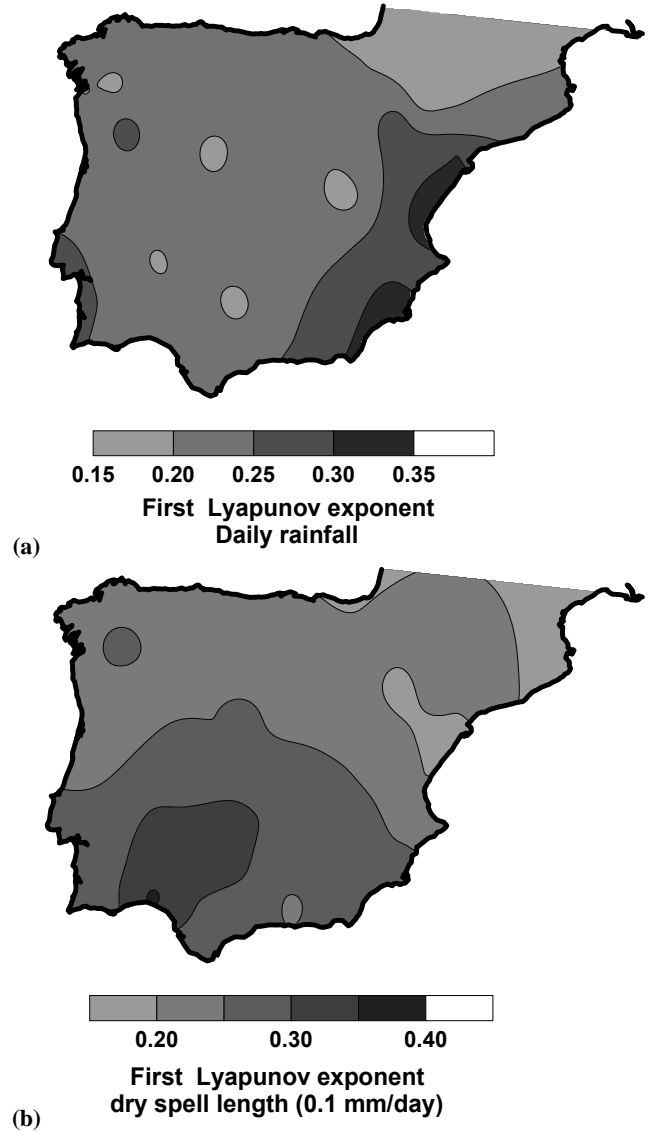 0.15 0.20 0.25 0.30 0.35
First Lyapunov exponent
Daily rainfall
(a)
0.20 0.30 0.40
First Lyapunov exponent
dry spell length (0.1 mm/day)
(b)